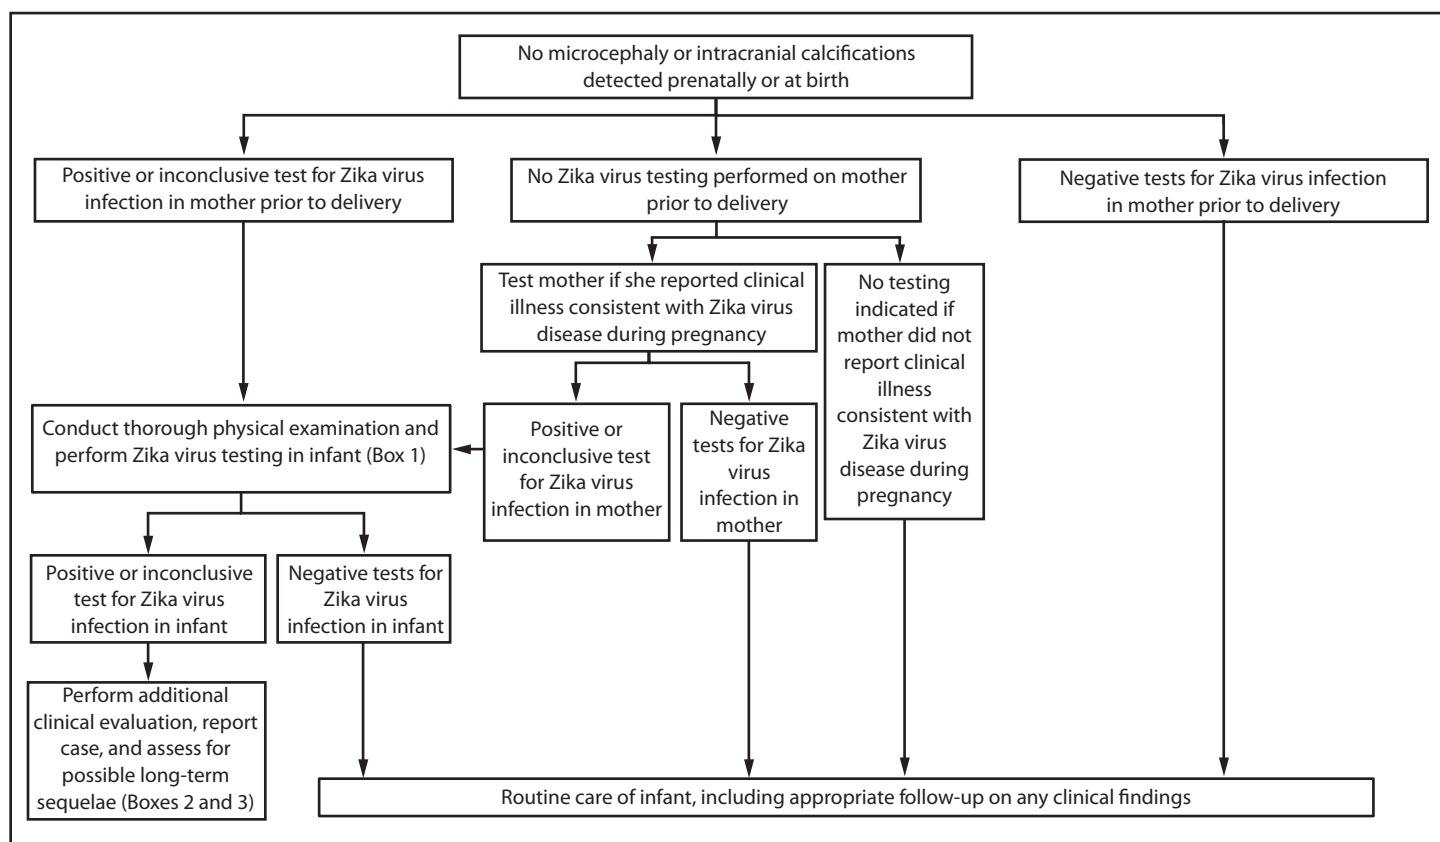 No microcephaly or intracranial calcifications
detected prenatally or at birth
Positive or inconclusive test for Zika virus
infection in mother prior to delivery
No Zika virus testing performed on mother
prior to delivery
Negative tests for Zika virus infection
in mother prior to delivery
Test mother if she reported clinical
illness consistent with Zika virus
disease during pregnancy
No testing
indicated if
mother did not
report clinical
illness
consistent with
Zika virus
disease during
pregnancy
Conduct thorough physical examination and
perform Zika virus testing in infant (Box 1)
Positive or
inconclusive test
for Zika virus
infection in mother
Negative
tests for Zika
virus
infection in
mother
Positive or inconclusive
test for Zika virus
infection in infant
Negative tests for
Zika virus
infection in infant
Perform additional
clinical evaluation, report
case, and assess for
possible long-term
sequelae (Boxes 2 and 3)
Routine care of infant, including appropriate follow-up on any clinical findings